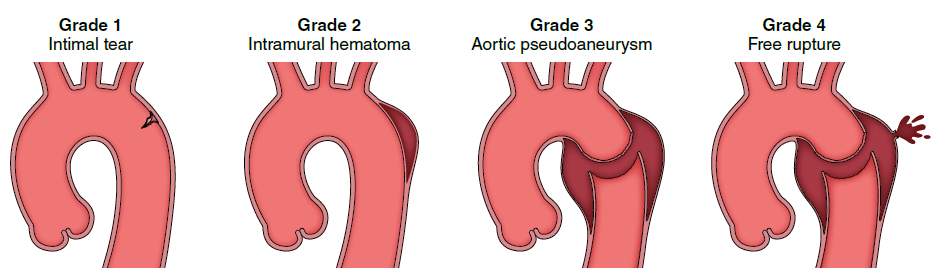 Grade 1
Intimal tear
Grade 2
Intramural hematoma
Grade 3
Aortic pseudoaneurysm
Grade 4
Free rupture